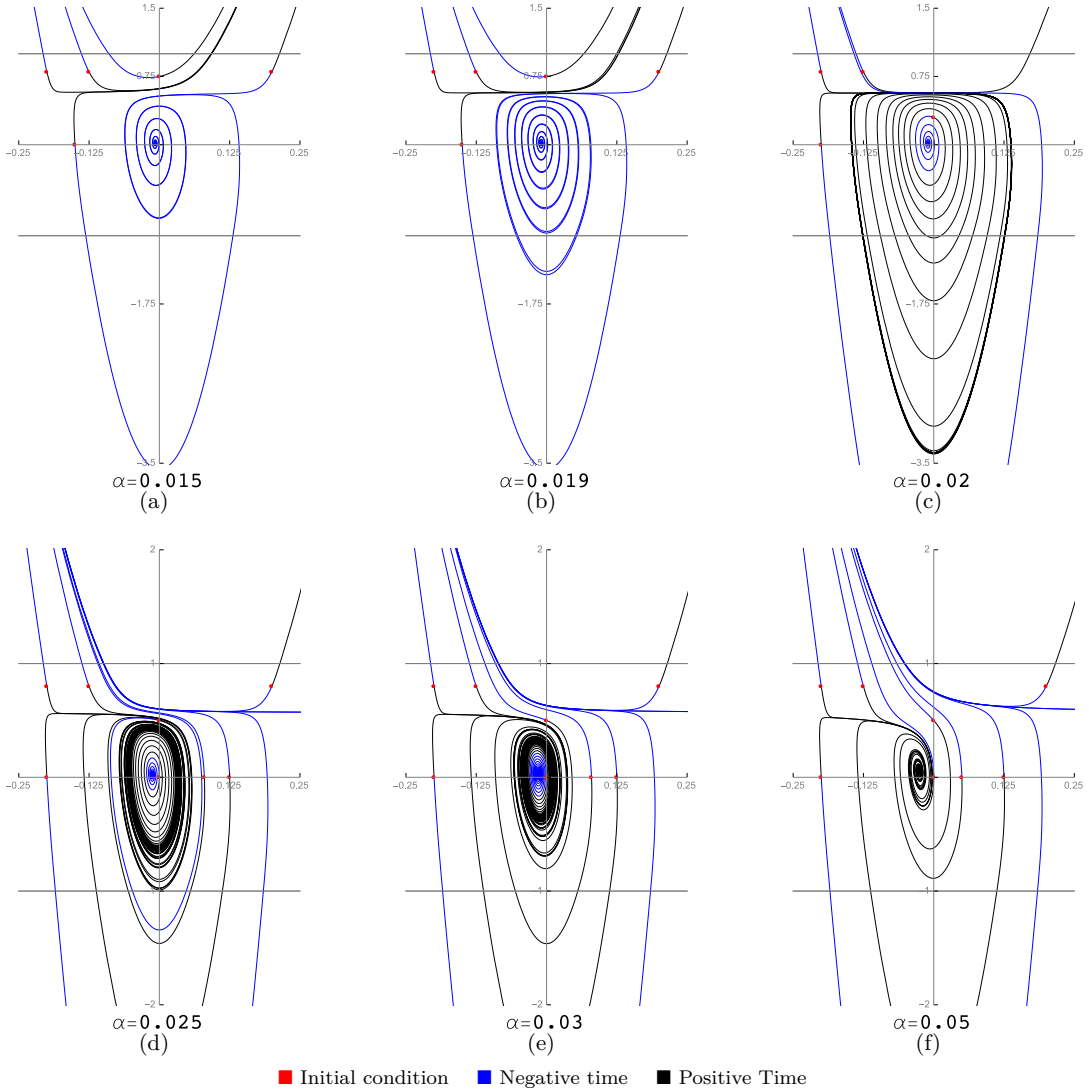 1.5 1.5 1.5
0.75 0.75 0.75
-0.25 -0.125 0.125 0.25 -0.25 -0.125 0.125 0.25 -0.25 -0.125 0.125 0.25
-1.75 -1.75 -1.75
-3.5 -3.5 -3.5
α=0.015 α=0.019 α=0.02
(a) (b) (c)
2 2 2
1 1 1
-0.25 -0.125 0.125 0.25 -0.25 -0.125 0.125 0.25 -0.25 -0.125 0.125 0.25
-1 -1 -1
-2 -2 -2
α=0.025 α=0.03 α=0.05
(d) (e) (f)
Initial condition Negative time Positive Time